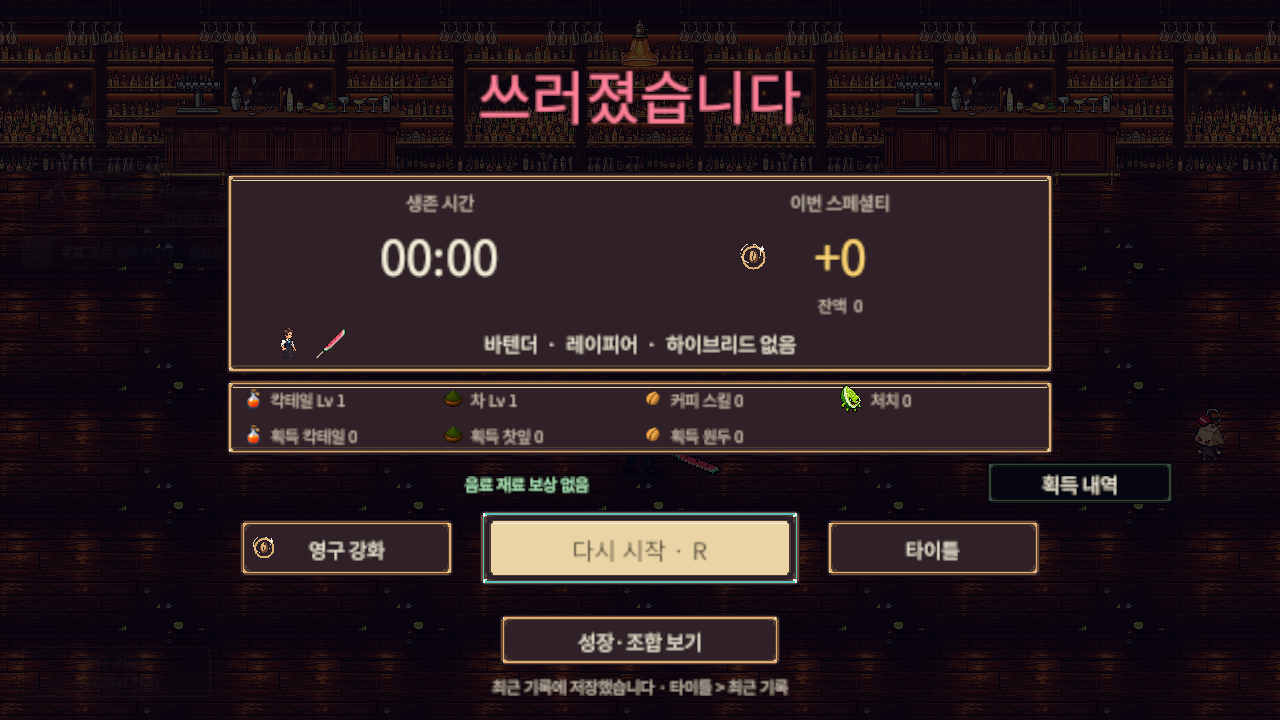 쓰러졌습니다
생존 시간
이번 스페셜티
00:00
+0
잔액 0
바텐더 · 레이피어 · 하이브리드 없음
칵테일 Lv 1
차 Lv 1
커피 스킬 0
처치 0
획득 칵테일 0
획득 찻잎 0
획득 원두 0
음료 재료 보상 없음
획득 내역
영구 강화
다시 시작 · R
타이틀
성장·조합 보기
최근 기록에 저장했습니다 · 타이틀 > 최근 기록